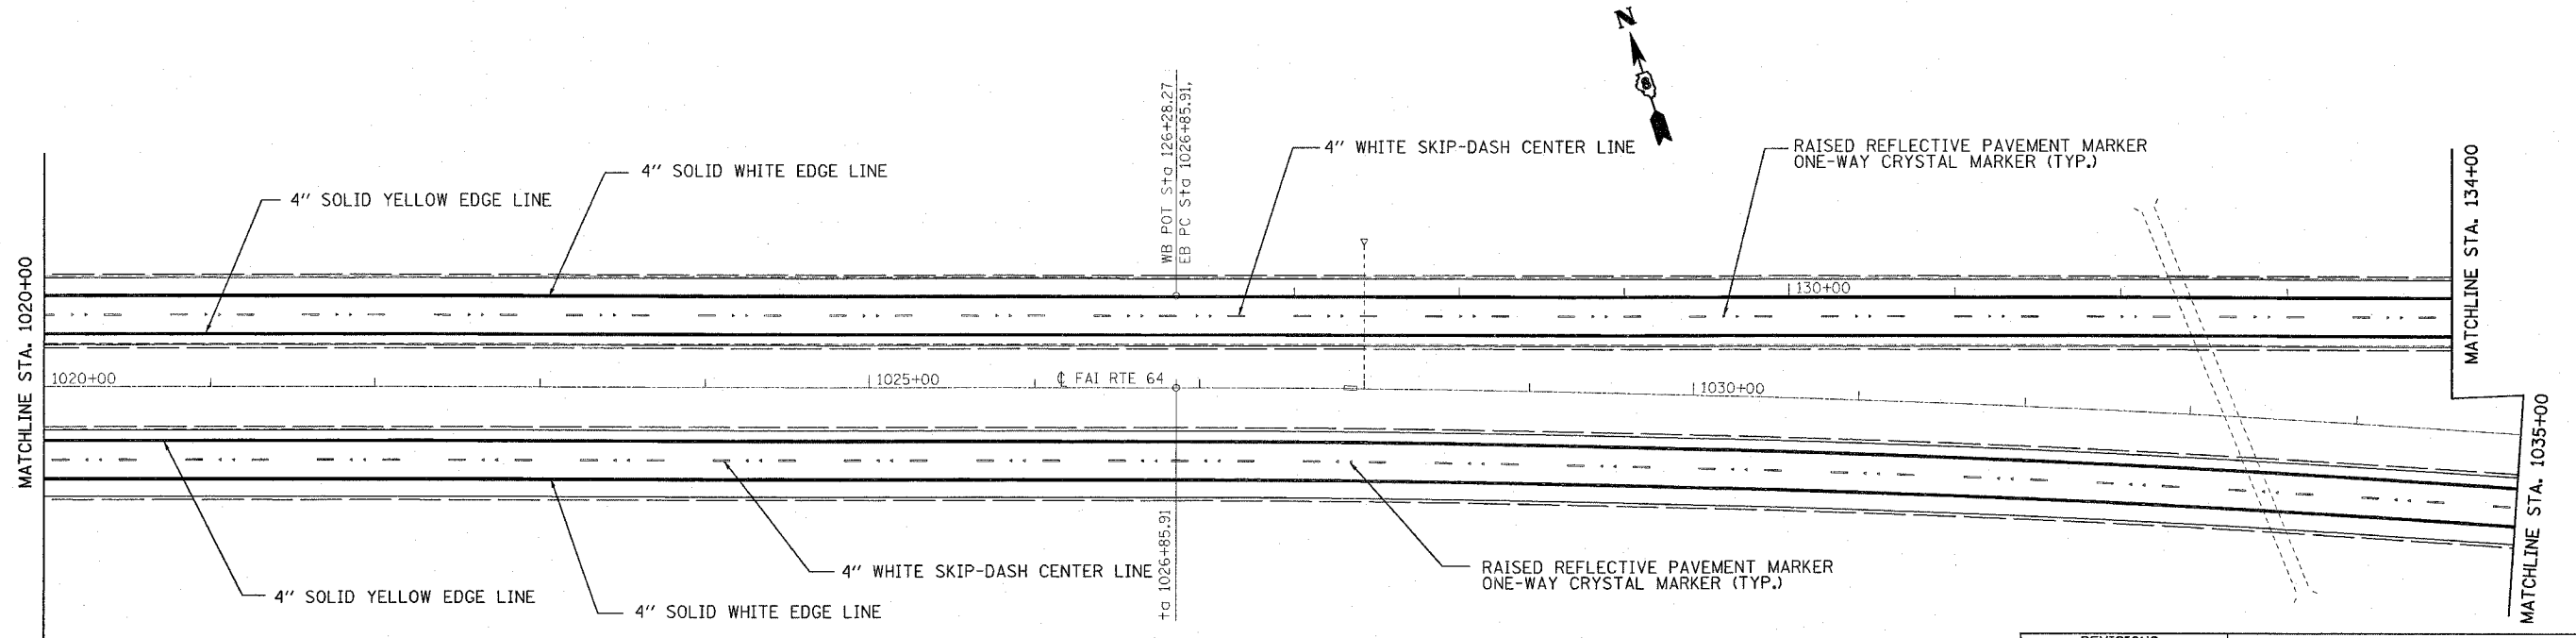 N
8
WB POT Sta 126+28.27
EB PC Sta 1026+85.91,
4" WHITE SKIP-DASH CENTER LINE
RAISED REFLECTIVE PAVEMENT MARKER
ONE-WAY CRYSTAL MARKER (TYP.)
4" SOLID WHITE EDGE LINE
4" SOLID YELLOW EDGE LINE
MATCHLINE STA. 134+00
MATCHLINE STA. 1020+00
130+00
1020+00
1025+00
℄ FAI RTE 64
1030+00
MATCHLINE STA. 1035+00
ta 1026+85.91
4" WHITE SKIP-DASH CENTER LINE
RAISED REFLECTIVE PAVEMENT MARKER
ONE-WAY CRYSTAL MARKER (TYP.)
4" SOLID YELLOW EDGE LINE
4" SOLID WHITE EDGE LINE
REVISIONS